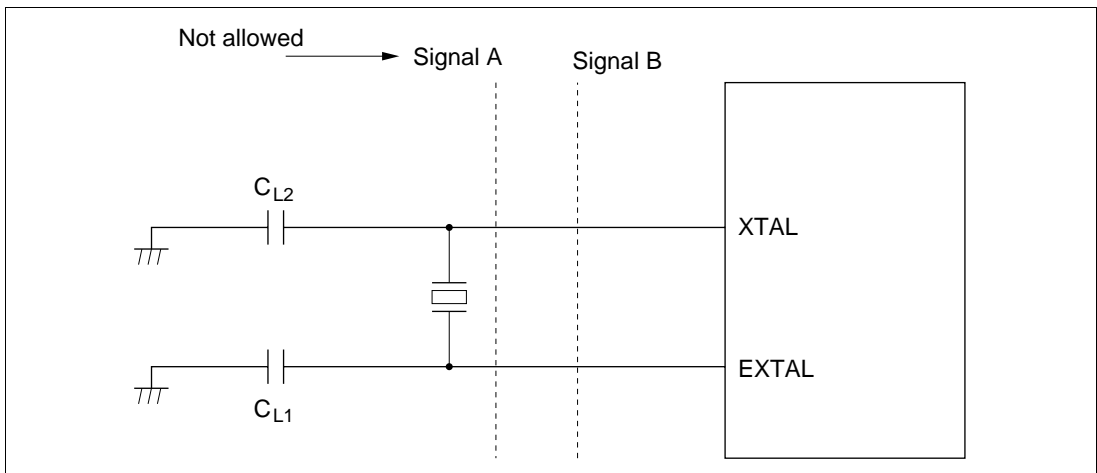 Not allowed
Signal A
Signal B
CL2
XTAL
EXTAL
CL1